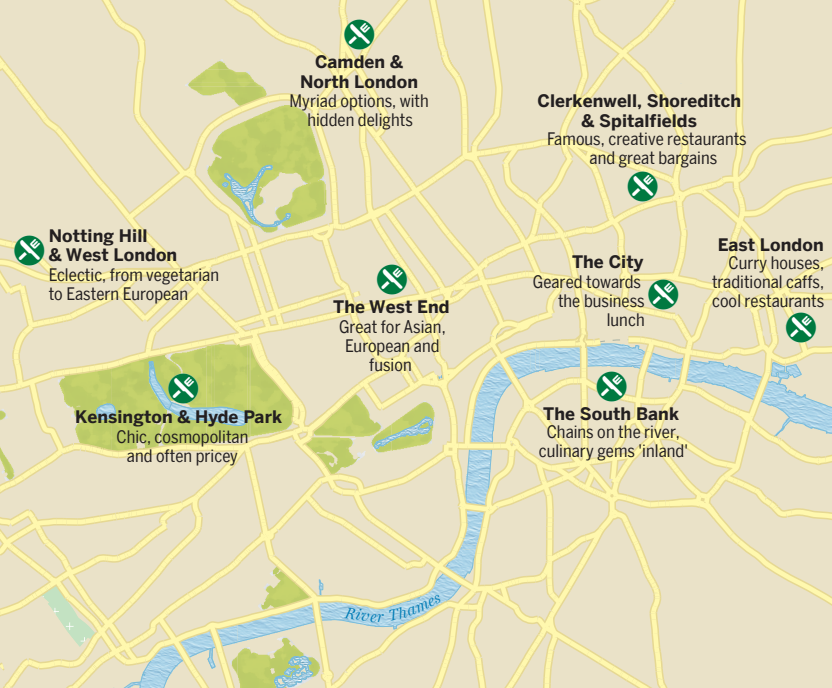 Camden &
North London
Myriad options, with
hidden delights
Clerkenwell, Shoreditch
& Spitalfields
Famous, creative restaurants
and great bargains
Notting Hill
& West London
Eclectic, from vegetarian
to Eastern European
The City
Geared towards
the business
lunch
East London
Curry houses,
traditional caffs,
cool restaurants
The West End
Great for Asian,
European and
fusion
Kensington & Hyde Park
Chic, cosmopolitan
and often pricey
The South Bank
Chains on the river,
culinary gems 'inland'
River Thames